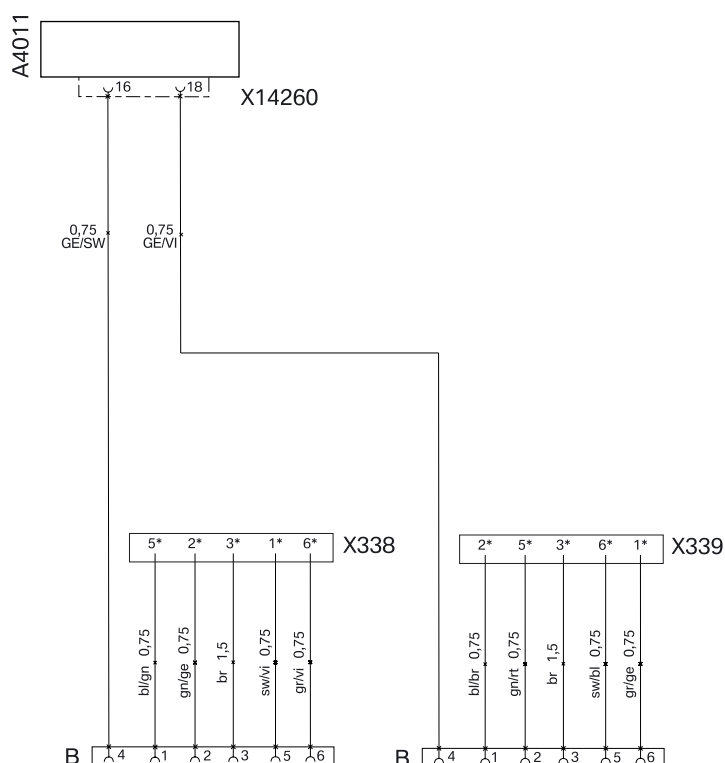 A4011
16 18
X14260
0,75 0,75
GE/SW GE/VI
5* 2* 3* 1* 6* X338
2* 5* 3* 6* 1* X339
bl/gn 0,75
gn/ge 0,75
br 1,5
sw/vi 0,75
gr/vi 0,75
bl/br 0,75
gn/rt 0,75
br 1,5
sw/bl 0,75
gr/ge 0,75
B 4 1 2 3 5 6
B 4 1 2 3 5 6